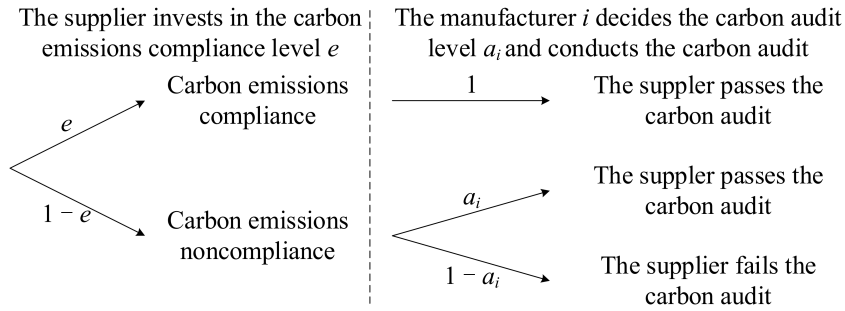 The supplier invests in the carbon
emissions compliance level e
The manufacturer i decides the carbon audit
level ai and conducts the carbon audit
e
Carbon emissions
compliance
1 − e
Carbon emissions
noncompliance
1
The suppler passes the
carbon audit
ai
The suppler passes the
carbon audit
1 − ai
The supplier fails the
carbon audit